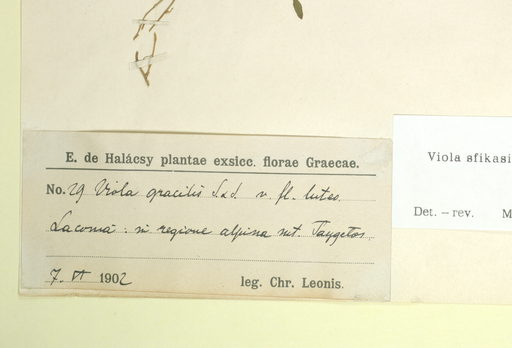 E. de Halácsy plantae exsicc. florae Graecae.
No. 29 Viola gracilis S. et S. v. fl. luteo.
Laconia: in regione alpina mt. Taygetos.
7. VI 1902 leg. Chr. Leonis.
Viola sfikasi
Det. – rev. M